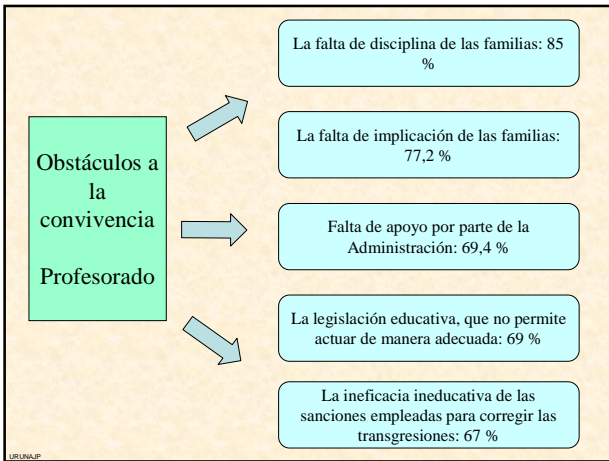 Obstáculos a
la
convivencia
Profesorado
La falta de disciplina de las familias: 85
%
La falta de implicación de las familias:
77,2 %
Falta de apoyo por parte de la
Administración: 69,4 %
La legislación educativa, que no permite
actuar de manera adecuada: 69 %
La ineficacia ineducativa de las
sanciones empleadas para corregir las
transgresiones: 67 %
URUNAJP